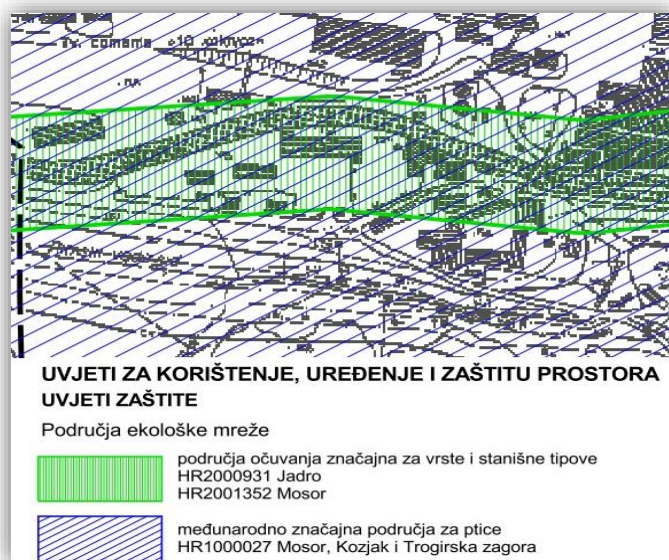 UVJETI ZA KORIŠTENJE, UREĐENJE I ZAŠTITU PROSTORA
UVJETI ZAŠTITE
Područja ekološke mreže
područja očuvanja značajna za vrste i stanišne tipove
HR2000931 Jadro
HR2001352 Mosor
međunarodno značajna područja za ptice
HR1000027 Mosor, Kozjak i Trogirska zagora